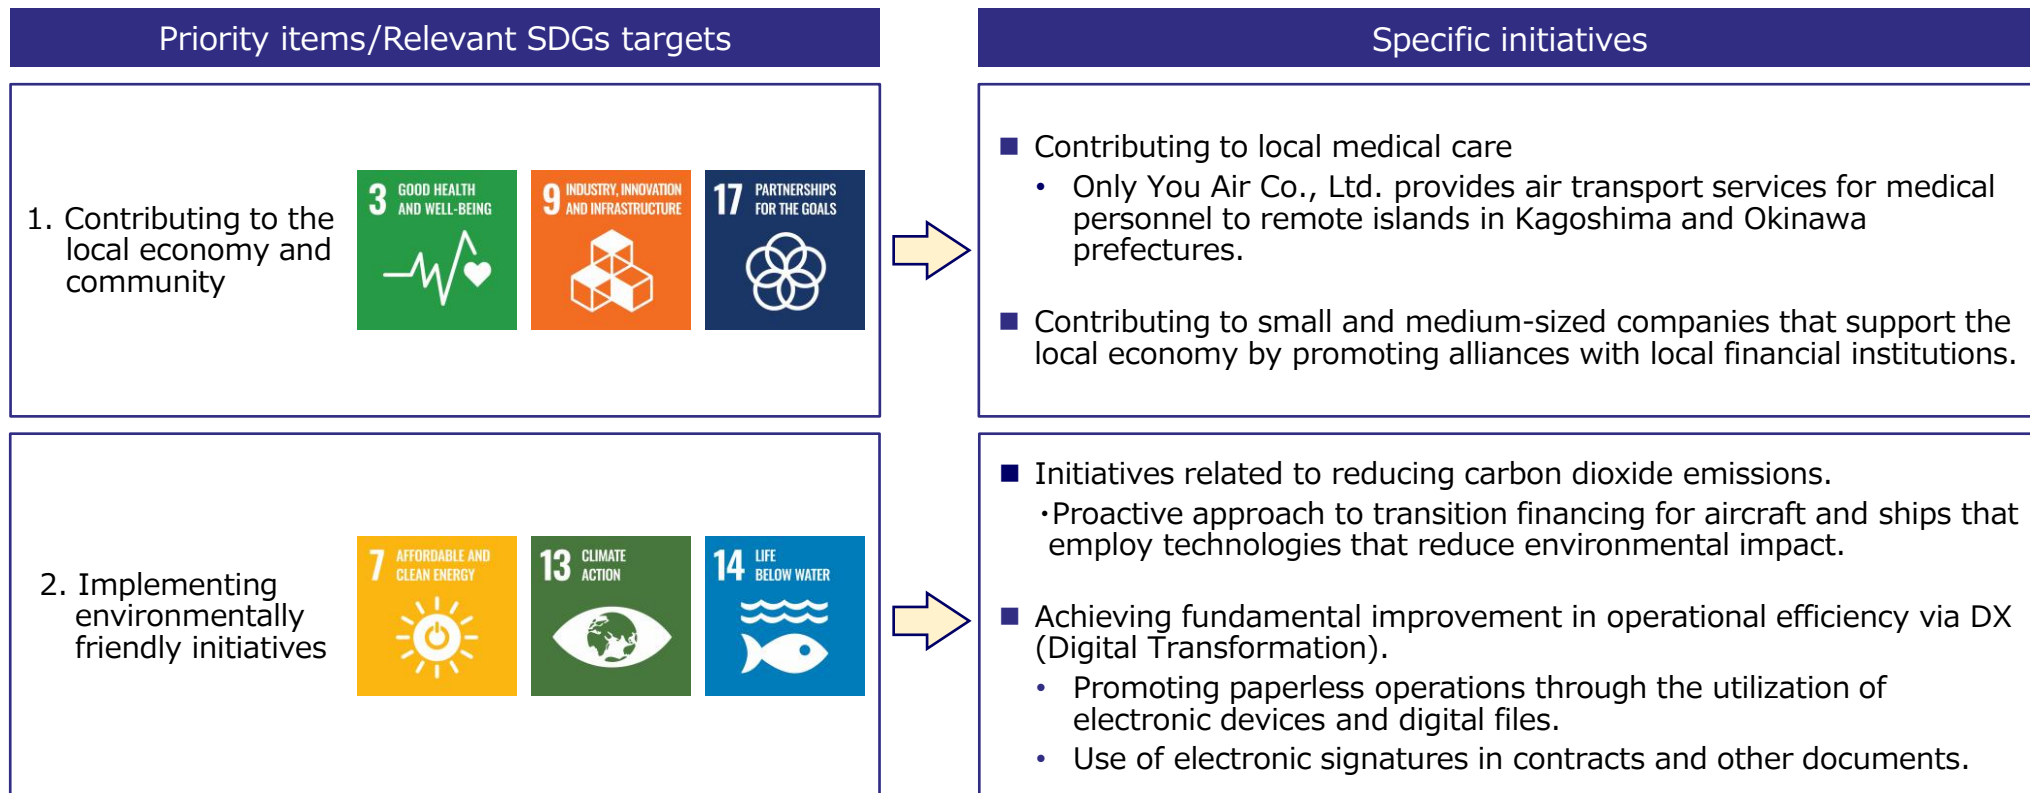 Priority items/Relevant SDGs targets
Specific initiatives
1. Contributing to the
local economy and
community
3 GOOD HEALTH
AND WELL-BEING
9 INDUSTRY, INNOVATION
AND INFRASTRUCTURE
17 PARTNERSHIPS
FOR THE GOALS
■ Contributing to local medical care
• Only You Air Co., Ltd. provides air transport services for medical
personnel to remote islands in Kagoshima and Okinawa
prefectures.
■ Contributing to small and medium-sized companies that support the
local economy by promoting alliances with local financial institutions.
2. Implementing
environmentally
friendly initiatives
7 AFFORDABLE AND
CLEAN ENERGY
13 CLIMATE
ACTION
14 LIFE
BELOW WATER
■ Initiatives related to reducing carbon dioxide emissions.
・Proactive approach to transition financing for aircraft and ships that
employ technologies that reduce environmental impact.
■ Achieving fundamental improvement in operational efficiency via DX
(Digital Transformation).
• Promoting paperless operations through the utilization of
electronic devices and digital files.
• Use of electronic signatures in contracts and other documents.